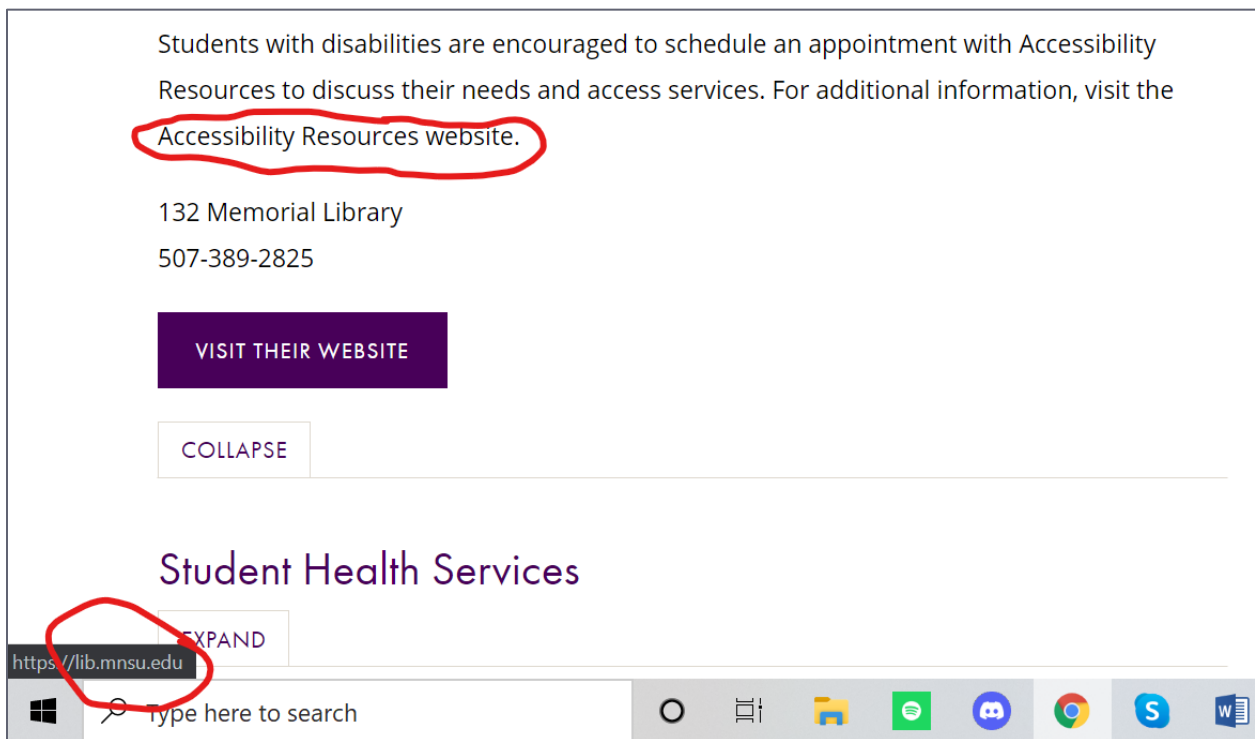 Students with disabilities are encouraged to schedule an appointment with Accessibility
Resources to discuss their needs and access services. For additional information, visit the
Accessibility Resources website.
132 Memorial Library
507-389-2825
VISIT THEIR WEBSITE
COLLAPSE
Student Health Services
EXPAND
https://lib.mnsu.edu
Type here to search
S
W